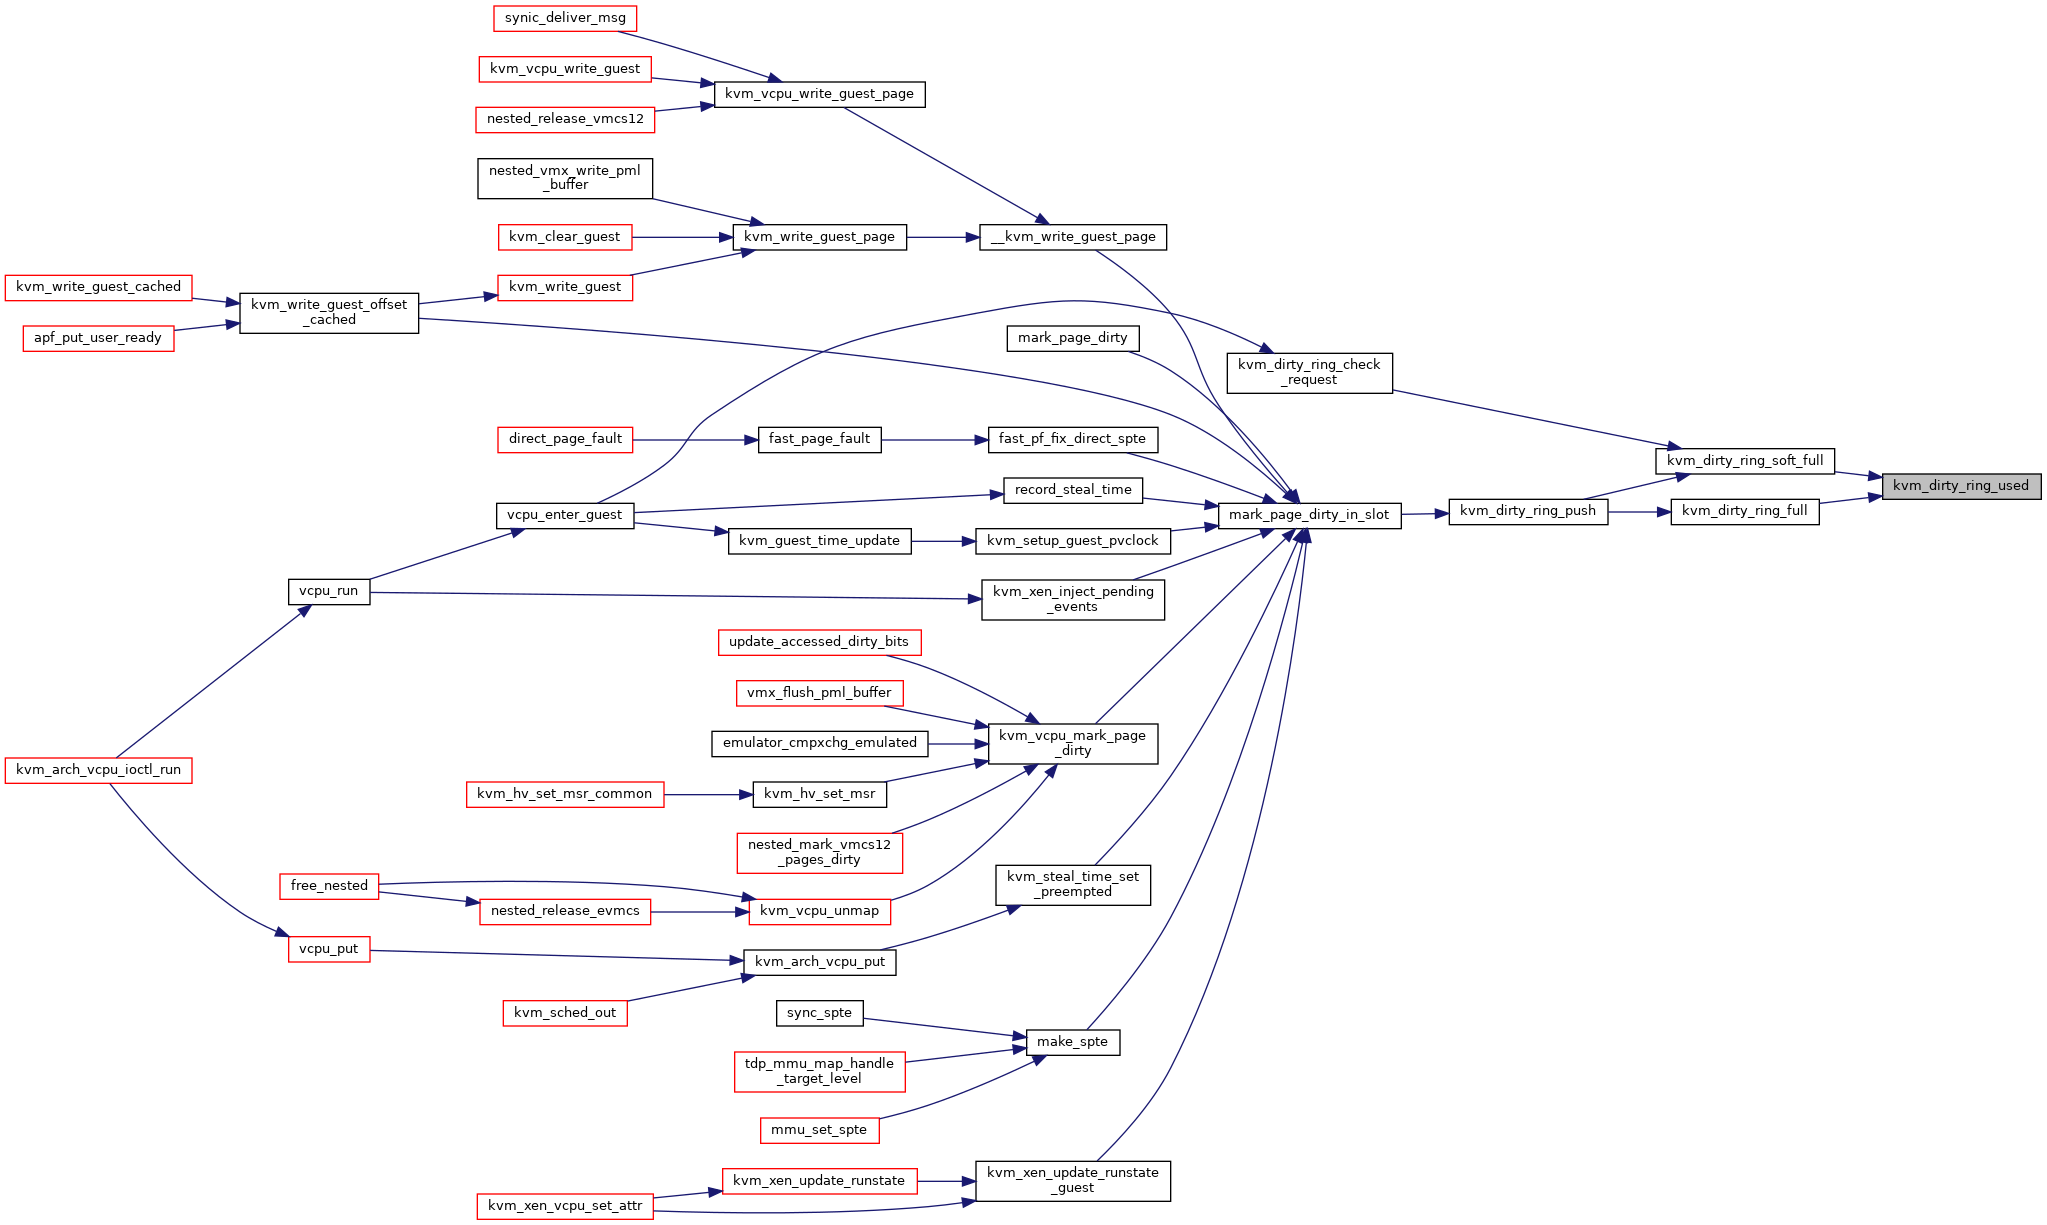 synic_deliver_msg
kvm_vcpu_write_guest
kvm_vcpu_write_guest_page
nested_release_vmcs12
nested_vmx_write_pml
_buffer
kvm_clear_guest
kvm_write_guest_page
__kvm_write_guest_page
kvm_write_guest_cached
kvm_write_guest
kvm_write_guest_offset
_cached
apf_put_user_ready
mark_page_dirty
kvm_dirty_ring_check
_request
direct_page_fault
fast_page_fault
fast_pf_fix_direct_spte
kvm_dirty_ring_soft_full
kvm_dirty_ring_used
record_steal_time
vcpu_enter_guest
mark_page_dirty_in_slot
kvm_dirty_ring_push
kvm_dirty_ring_full
kvm_guest_time_update
kvm_setup_guest_pvclock
vcpu_run
kvm_xen_inject_pending
_events
update_accessed_dirty_bits
vmx_flush_pml_buffer
emulator_cmpxchg_emulated
kvm_vcpu_mark_page
_dirty
kvm_arch_vcpu_ioctl_run
kvm_hv_set_msr_common
kvm_hv_set_msr
nested_mark_vmcs12
_pages_dirty
free_nested
nested_release_evmcs
kvm_vcpu_unmap
kvm_steal_time_set
_preempted
vcpu_put
kvm_arch_vcpu_put
kvm_sched_out
sync_spte
make_spte
tdp_mmu_map_handle
_target_level
mmu_set_spte
kvm_xen_update_runstate
kvm_xen_update_runstate
_guest
kvm_xen_vcpu_set_attr